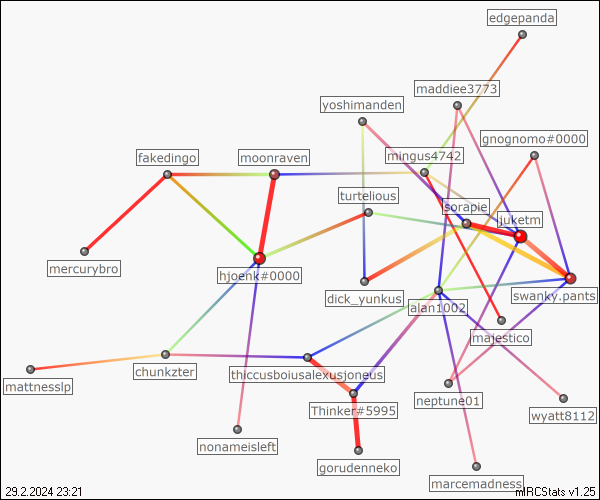 edgepanda
maddiee3773
yoshimanden
gnognomo#0000
fakedingo
moonraven
mingus4742
turtelious
sorapie
juketm
mercurybro
hjoenk#0000
dick_yunkus
swanky.pants
alan1002
majestico
mattnesslp
chunkzter
thiccusboiusalexusjoneus
Thinker#5995
neptune01
wyatt8112
nonameisleft
gorudenneko
marcemadness
29.2.2024 23:21
mIRCStats v1.25